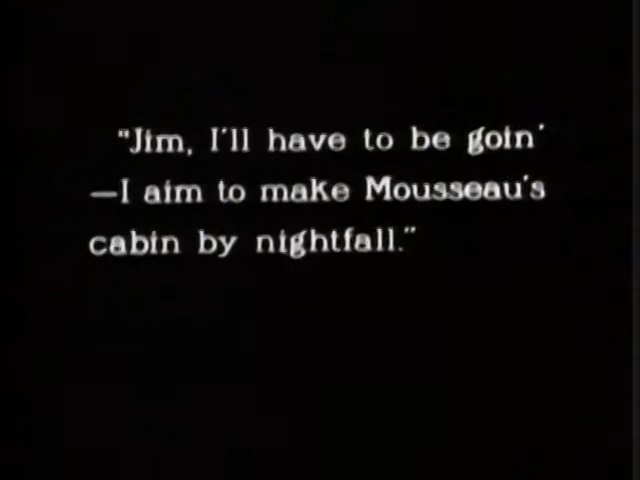 "Jim, I'll have to be goin'
—I aim to make Mousseau's
cabin by nightfall."